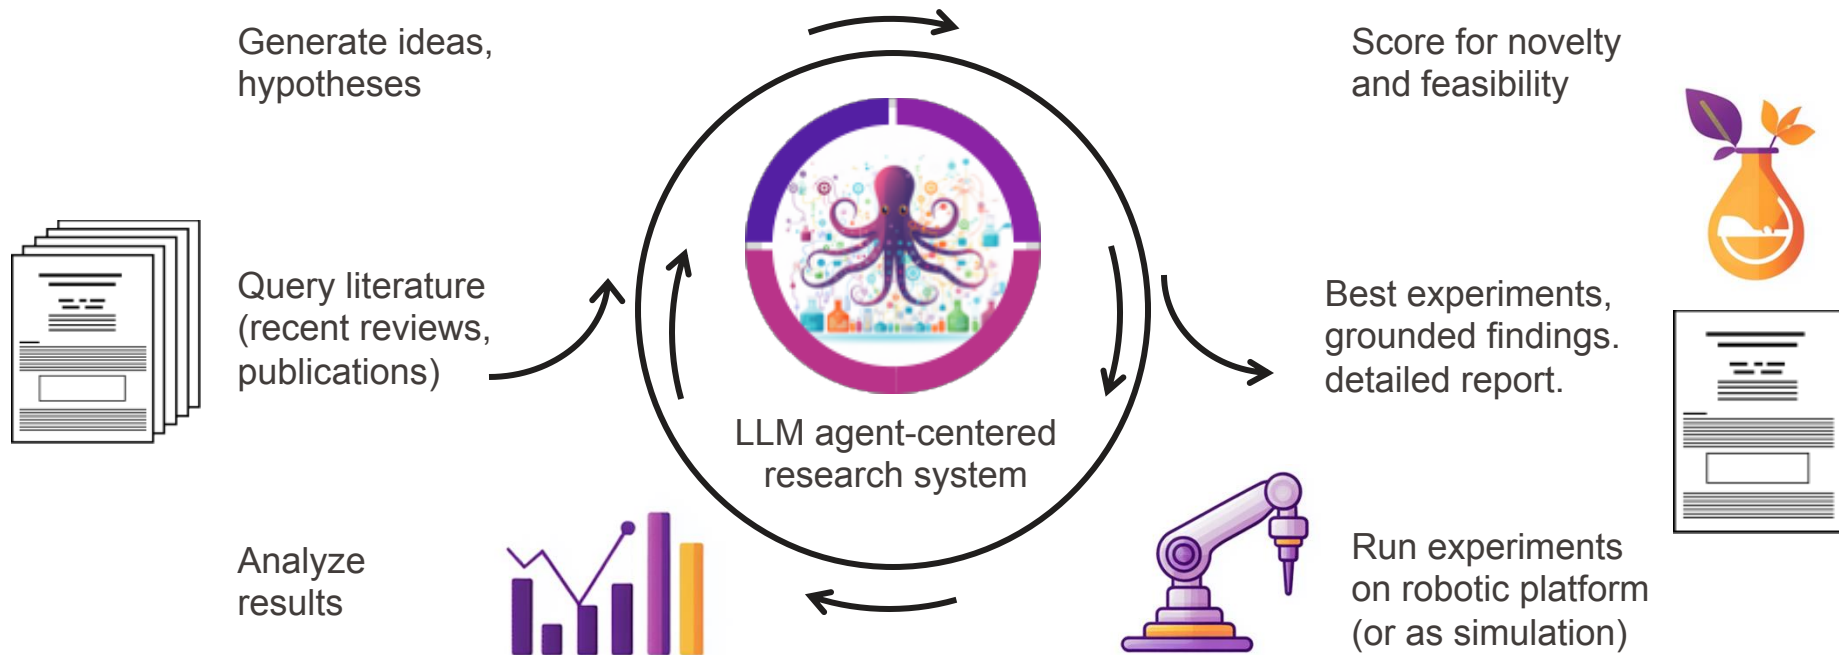 Generate ideas,
hypotheses
Score for novelty
and feasibility
Query literature
(recent reviews,
publications)
Best experiments,
grounded findings.
detailed report.
LLM agent-centered
research system
Analyze
results
Run experiments
on robotic platform
(or as simulation)